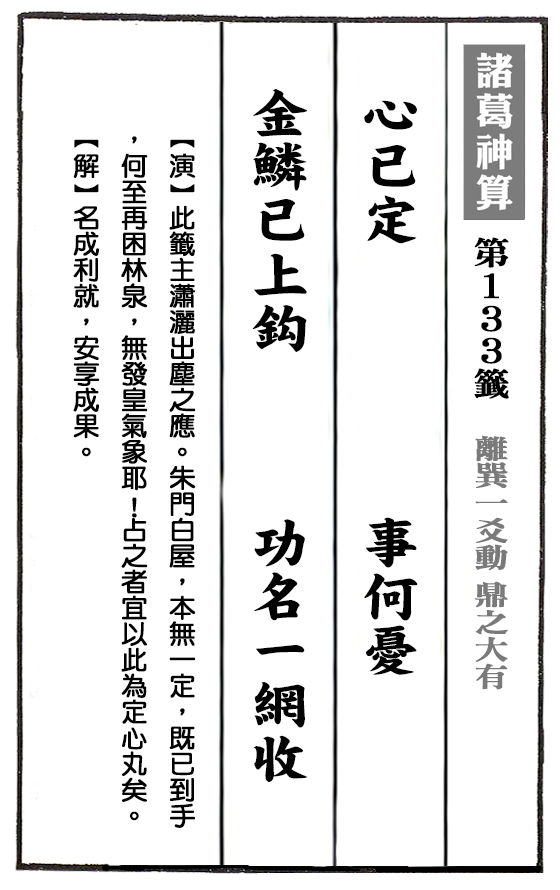 諸葛神算 第133籤 離巽一爻動 鼎之大有
心已定 事何憂
金鱗已上鈎 功名一網收
【演】此籤主瀟灑出塵之應。朱門白屋，本無一定，既已到手
，何至再困林泉，無發皇氣象耶！占之者宜以此為定心丸矣。
【解】名成利就，安享成果。